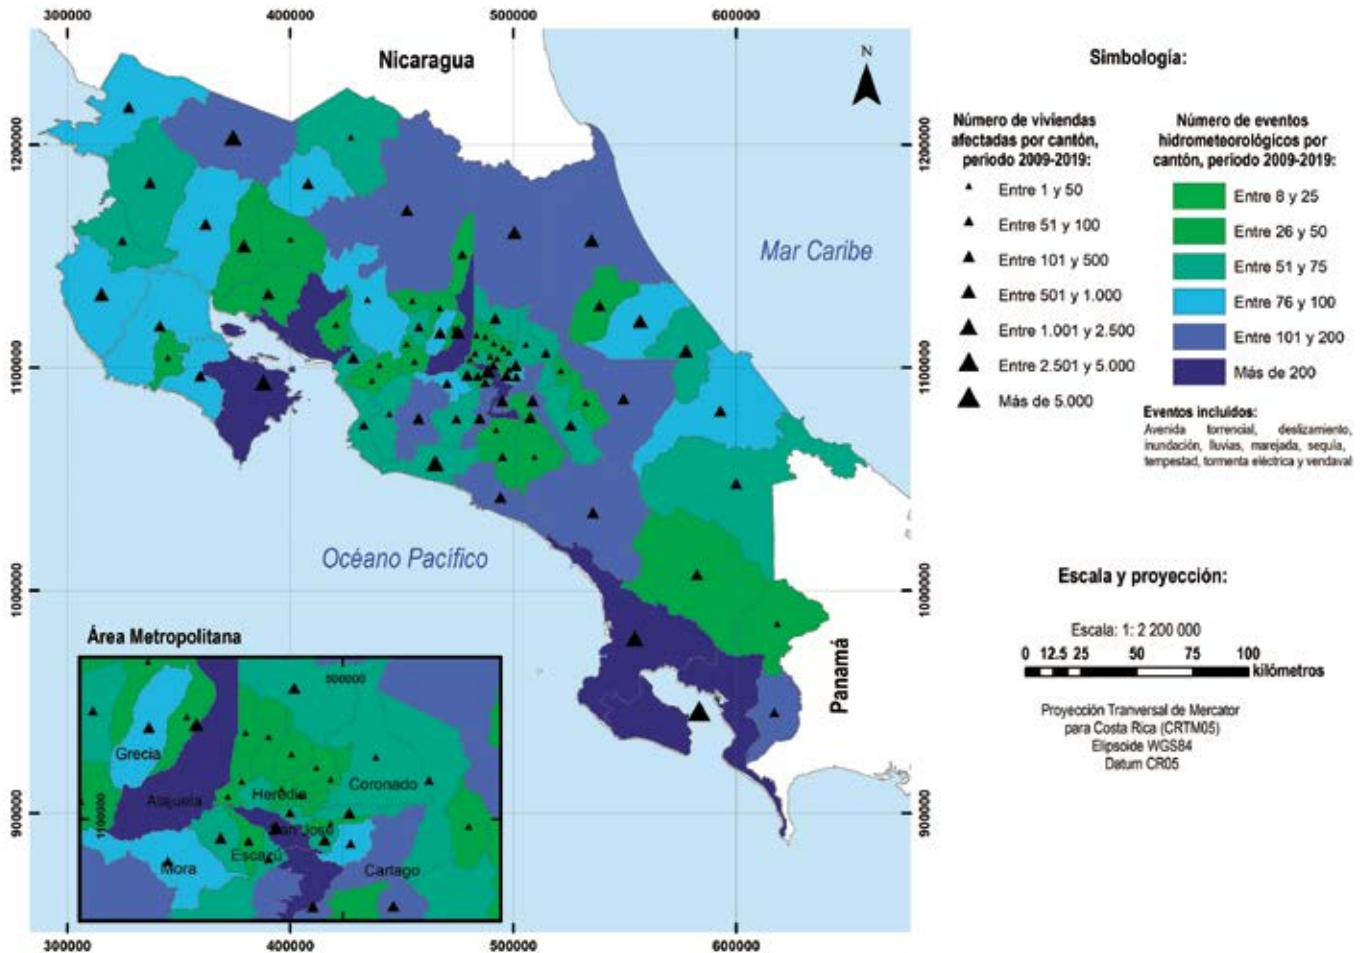 300000 400000 500000 600000
Nicaragua
N
1200000 1200000
Mar Caribe
1100000 1100000
Océano Pacífico
1000000 1000000
Panamá
900000 900000
300000 400000 500000 600000
Área Metropolitana
500000
Grecia
Alajuela
Heredia
Coronado
1100000
San José
Escazú
Mora
Cartago
Simbología:
Número de viviendas
afectadas por cantón,
periodo 2009-2019:
Entre 1 y 50
Entre 51 y 100
Entre 101 y 500
Entre 501 y 1.000
Entre 1.001 y 2.500
Entre 2.501 y 5.000
Más de 5.000
Número de eventos
hidrometeorológicos por
cantón, periodo 2009-2019:
Entre 8 y 25
Entre 26 y 50
Entre 51 y 75
Entre 76 y 100
Entre 101 y 200
Más de 200
Eventos incluidos:
Avenida torrencial, deslizamiento,
inundación, lluvias, marejada, sequía,
tempestad, tormenta eléctrica y vendaval
Escala y proyección:
Escala: 1: 2 200 000
0 12.5 25 50 75 100
kilómetros
Proyección Tranversal de Mercator
para Costa Rica (CRTM05)
Elipsoide WGS84
Datum CR05